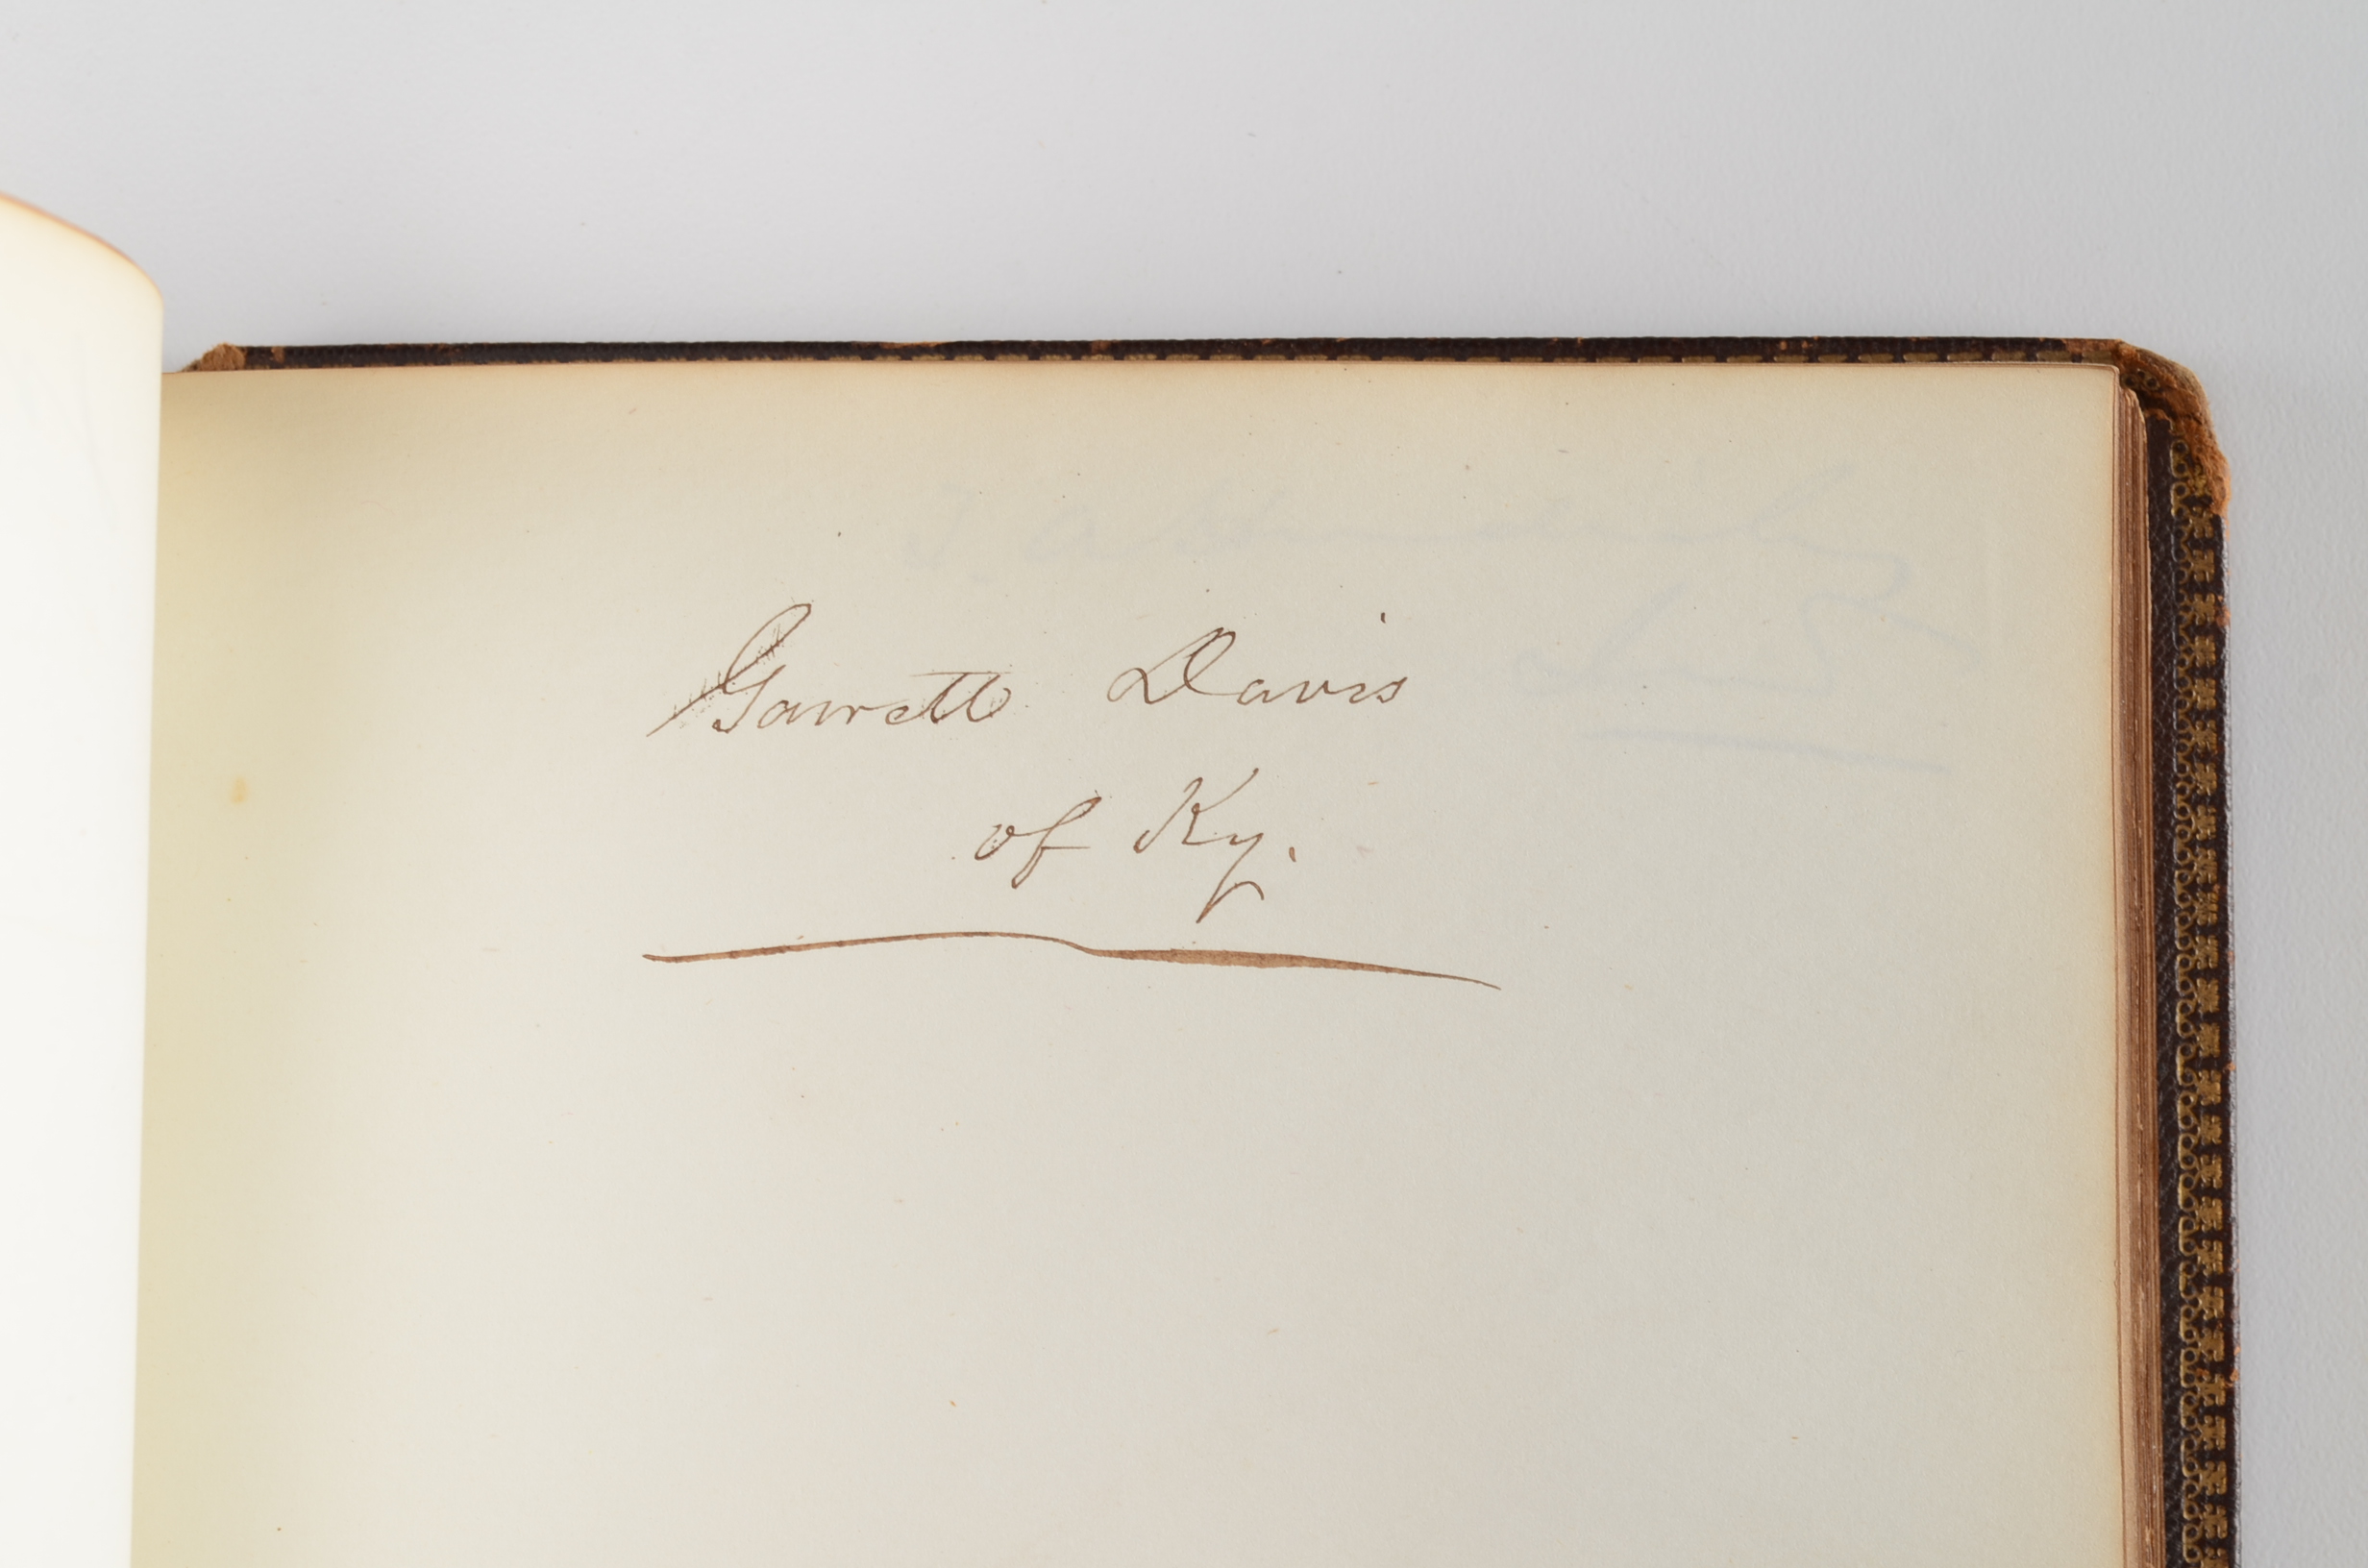 Garrett Davis
of Ky.